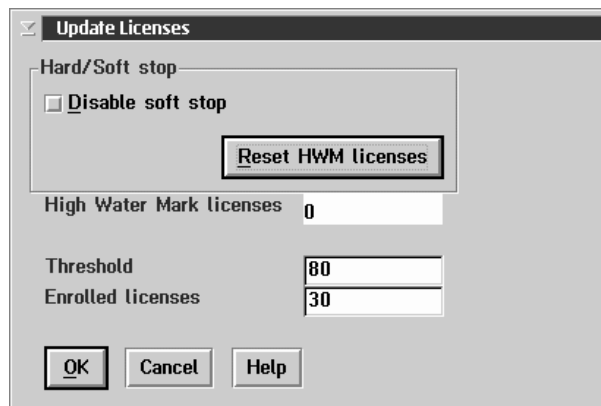 Update Licenses
Hard/Soft stop
Disable soft stop
Reset HWM licenses
High Water Mark licenses 0
Threshold 80
Enrolled licenses 30
OK Cancel Help